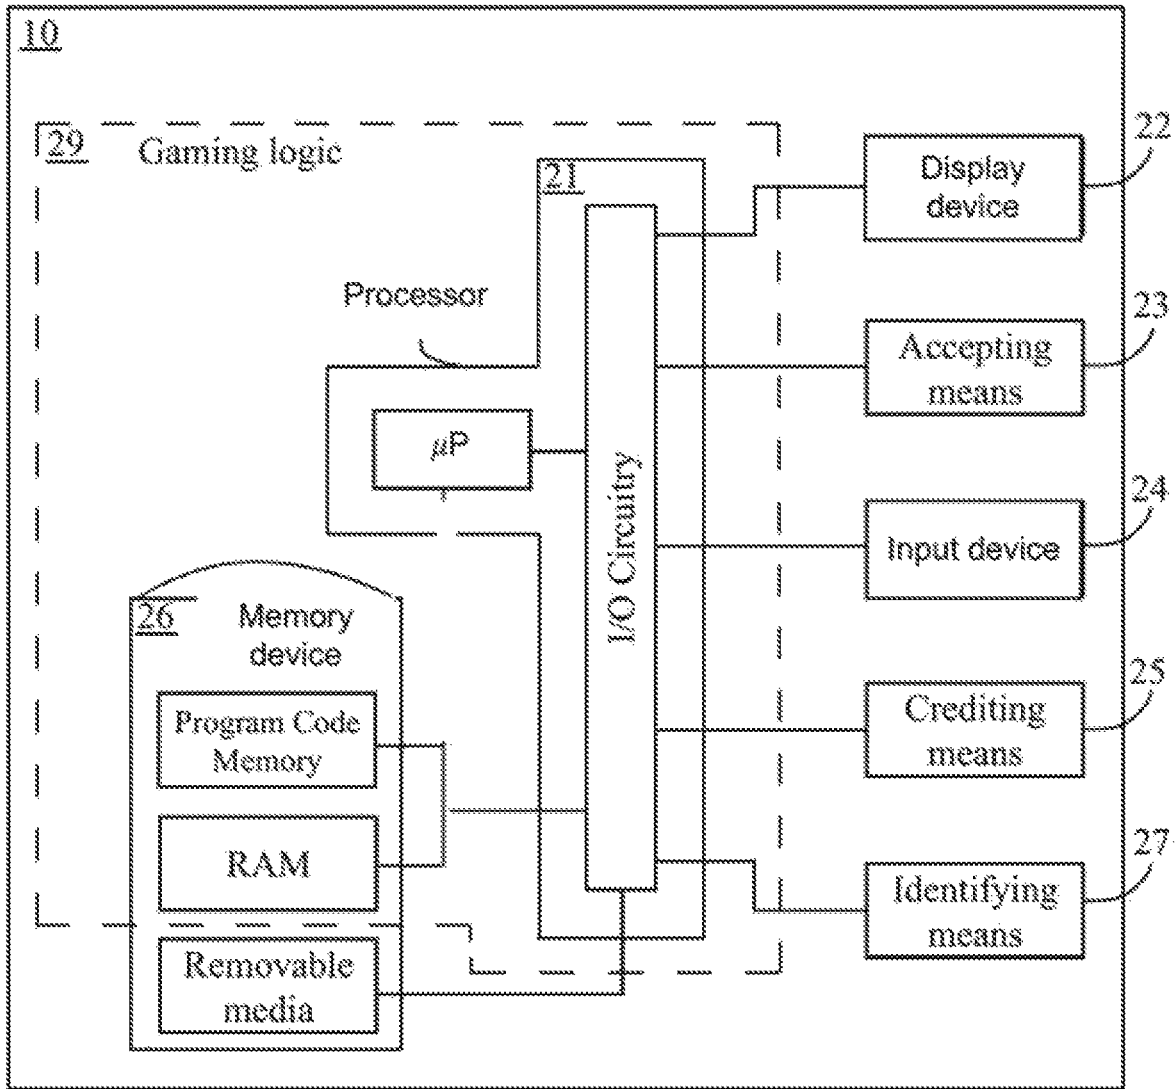 10
29
Gaming logic
21
22
Display
device
Processor
23
Accepting
means
μP
I/O Circuitry
24
Input device
26
Memory
device
25
Crediting
means
Program Code
Memory
RAM
27
Identifying
means
Removable
media